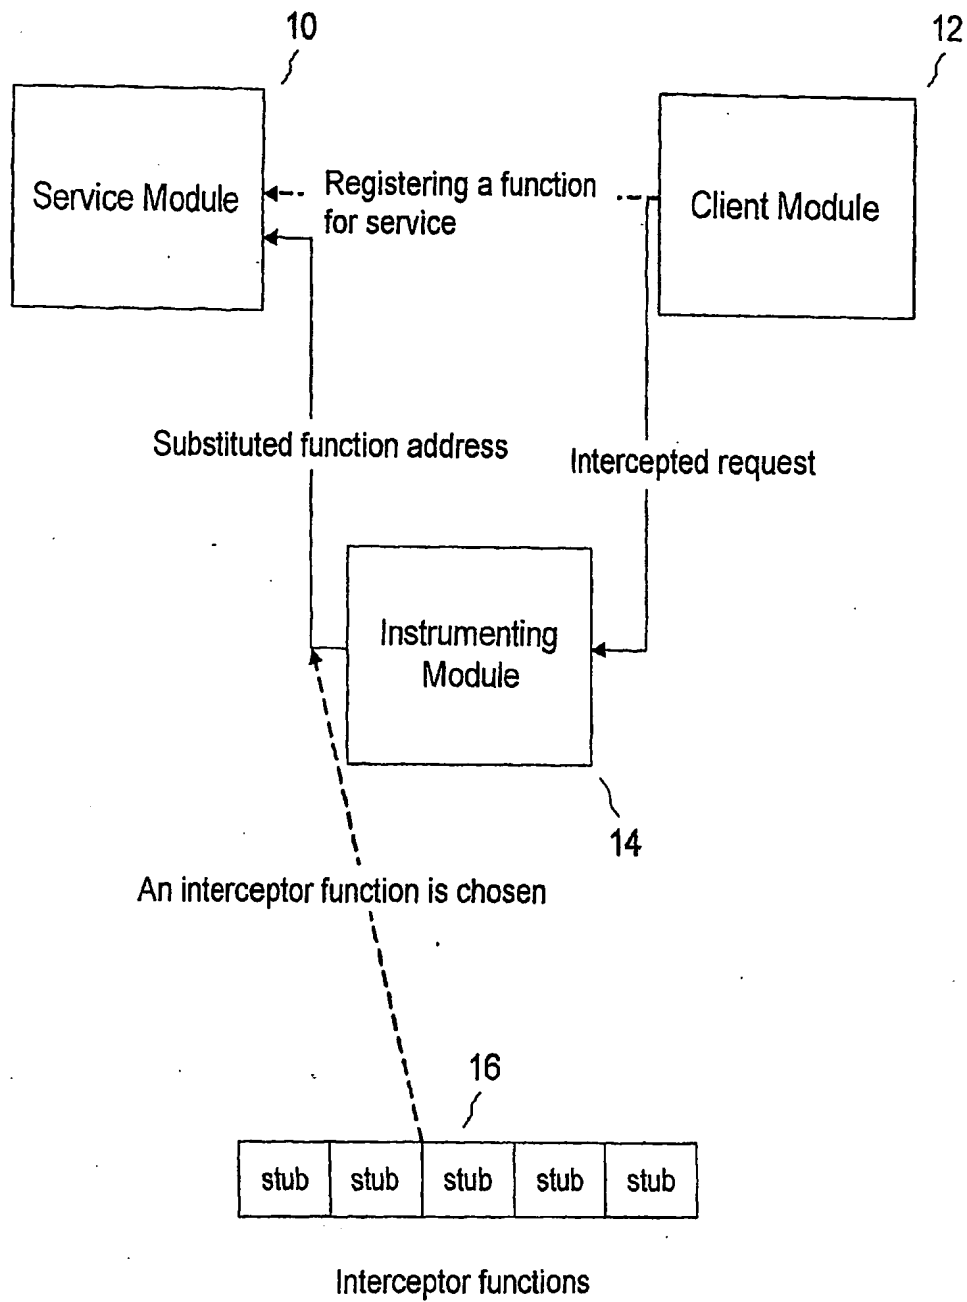 10
12
Service Module
Registering a function
for service
Client Module
Substituted function address
Intercepted request
Instrumenting
Module
14
An interceptor function is chosen
16
stub stub stub stub stub
Interceptor functions